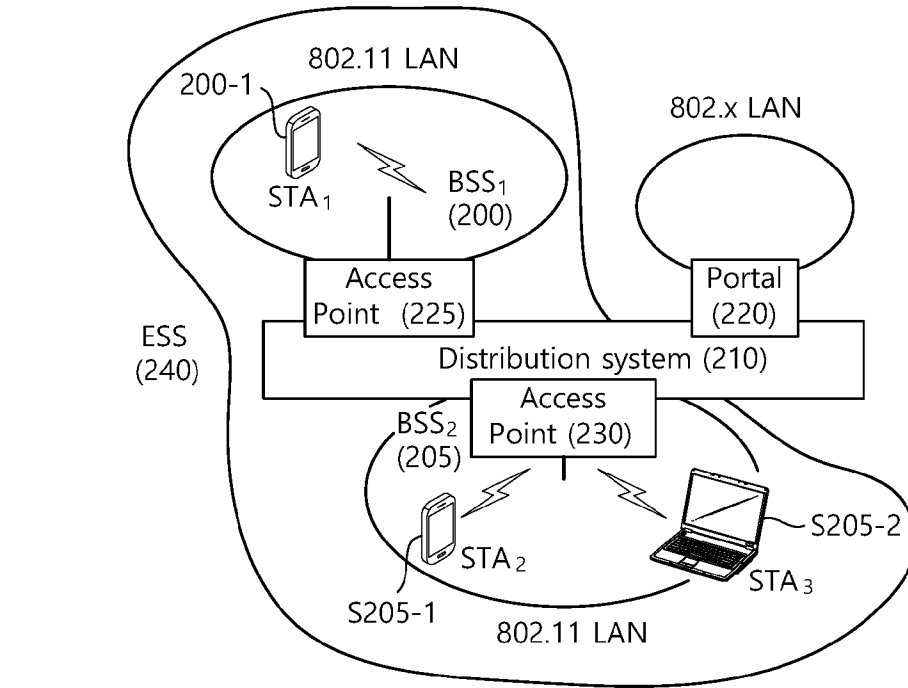 802.11 LAN
200-1
802.x LAN
STA₁
BSS₁
(200)
Access
Point (225)
Portal
(220)
ESS
(240)
Distribution system (210)
Access
Point (230)
BSS₂
(205)
S205-2
STA₂
STA₃
S205-1
802.11 LAN